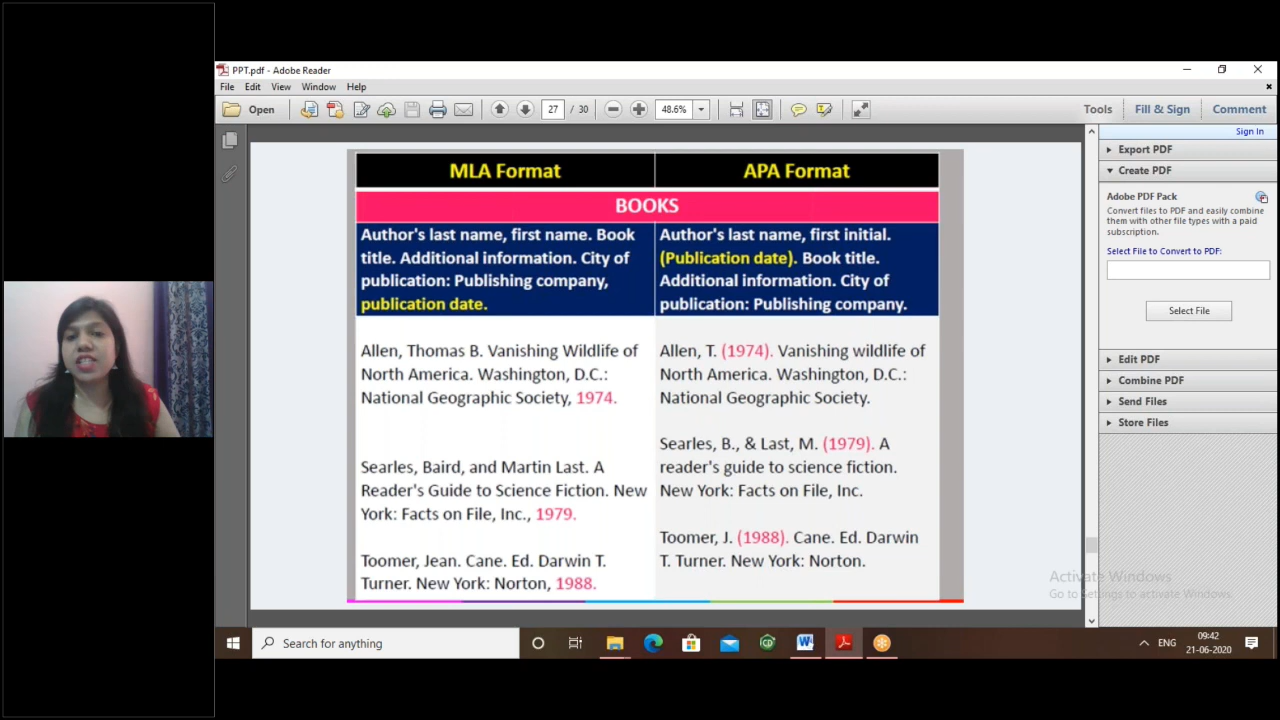 PPT.pdf - Adobe Reader
File Edit View Window Help
Open 27 / 30 48.6% Tools Fill & Sign Comment
Sign In
Export PDF
Create PDF
Adobe PDF Pack
Convert files to PDF and easily combine
them with other file types with a paid
subscription.
Select File to Convert to PDF:
Select File
Edit PDF
Combine PDF
Send Files
Store Files
MLA Format
APA Format
BOOKS
Author's last name, first name. Book
title. Additional information. City of
publication: Publishing company,
publication date.
Author's last name, first initial.
(Publication date). Book title.
Additional information. City of
publication: Publishing company.
Allen, Thomas B. Vanishing Wildlife of
North America. Washington, D.C.:
National Geographic Society, 1974.
Allen, T. (1974). Vanishing wildlife of
North America. Washington, D.C.:
National Geographic Society.
Searles, Baird, and Martin Last. A
Reader's Guide to Science Fiction. New
York: Facts on File, Inc., 1979.
Searles, B., & Last, M. (1979). A
reader's guide to science fiction.
New York: Facts on File, Inc.
Toomer, Jean. Cane. Ed. Darwin T.
Turner. New York: Norton, 1988.
Toomer, J. (1988). Cane. Ed. Darwin
T. Turner. New York: Norton.
Activate Windows
Go to Settings to activate Windows.
Search for anything
ENG
09:42
21-06-2020